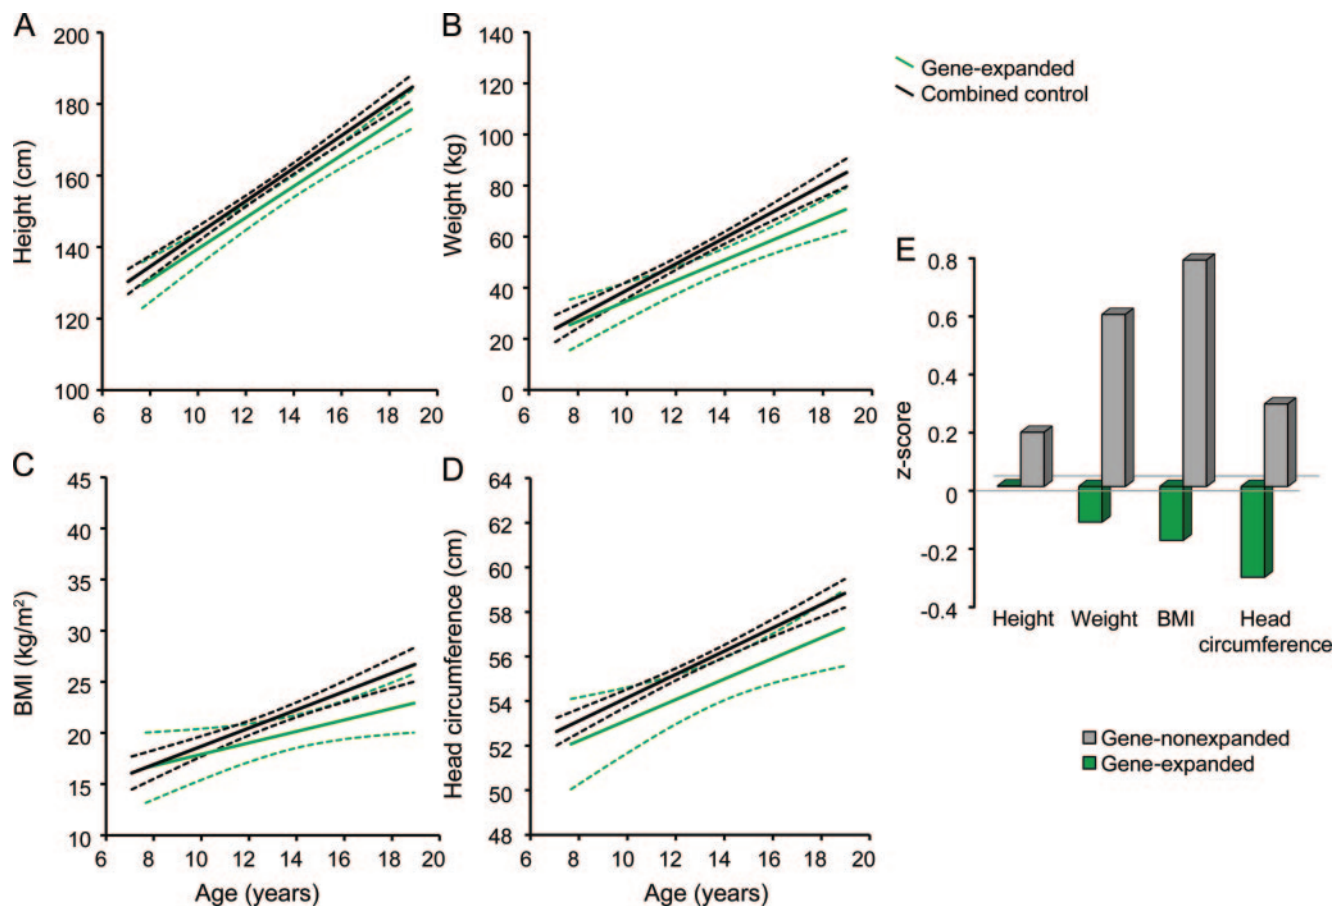 A
200
180
160
140
120
100
Height (cm)
6 8 10 12 14 16 18 20
B
140
120
100
80
60
40
20
0
Weight (kg)
6 8 10 12 14 16 18 20
Gene-expanded
Combined control
C
45
40
35
30
25
20
15
10
BMI (kg/m²)
6 8 10 12 14 16 18 20
Age (years)
D
64
62
60
58
56
54
52
50
48
Head circumference (cm)
6 8 10 12 14 16 18 20
Age (years)
E
0.8
0.6
0.4
0.2
0
-0.2
-0.4
z-score
Height Weight BMI Head
circumference
Gene-nonexpanded
Gene-expanded